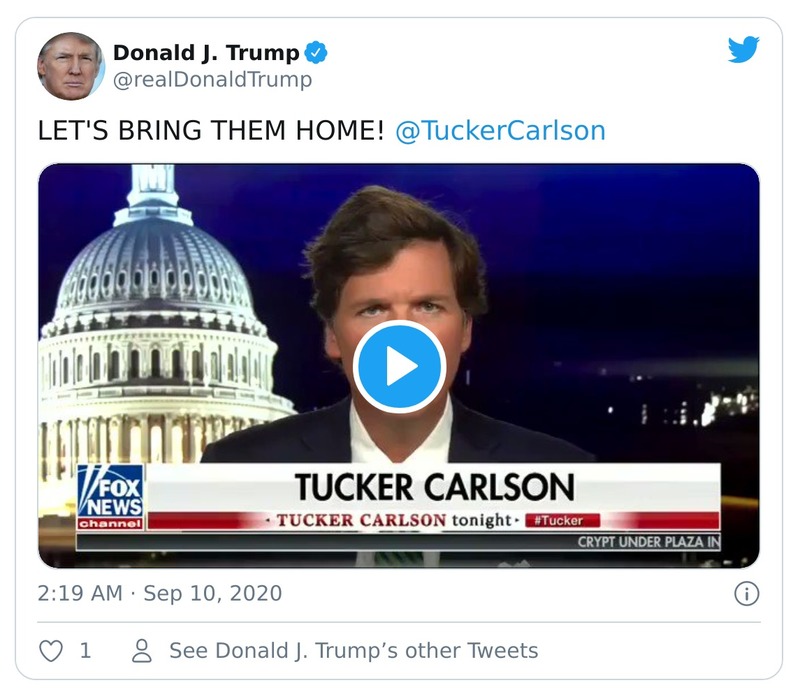 Donald J. Trump
@realDonaldTrump
LET'S BRING THEM HOME! @TuckerCarlson
FOX
NEWS
channel
TUCKER CARLSON
· TUCKER CARLSON tonight · #Tucker
CRYPT UNDER PLAZA IN
2:19 AM · Sep 10, 2020
1
See Donald J. Trump’s other Tweets